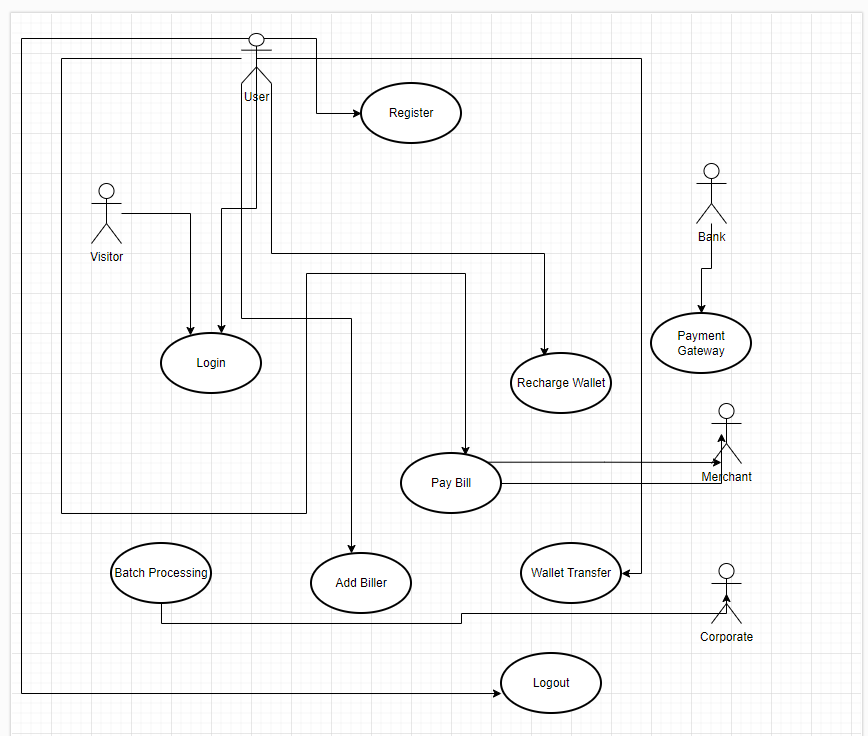 User
Register
Bank
Visitor
Payment
Gateway
Login
Recharge Wallet
Merchant
Pay Bill
Batch Processing
Add Biller
Wallet Transfer
Corporate
Logout